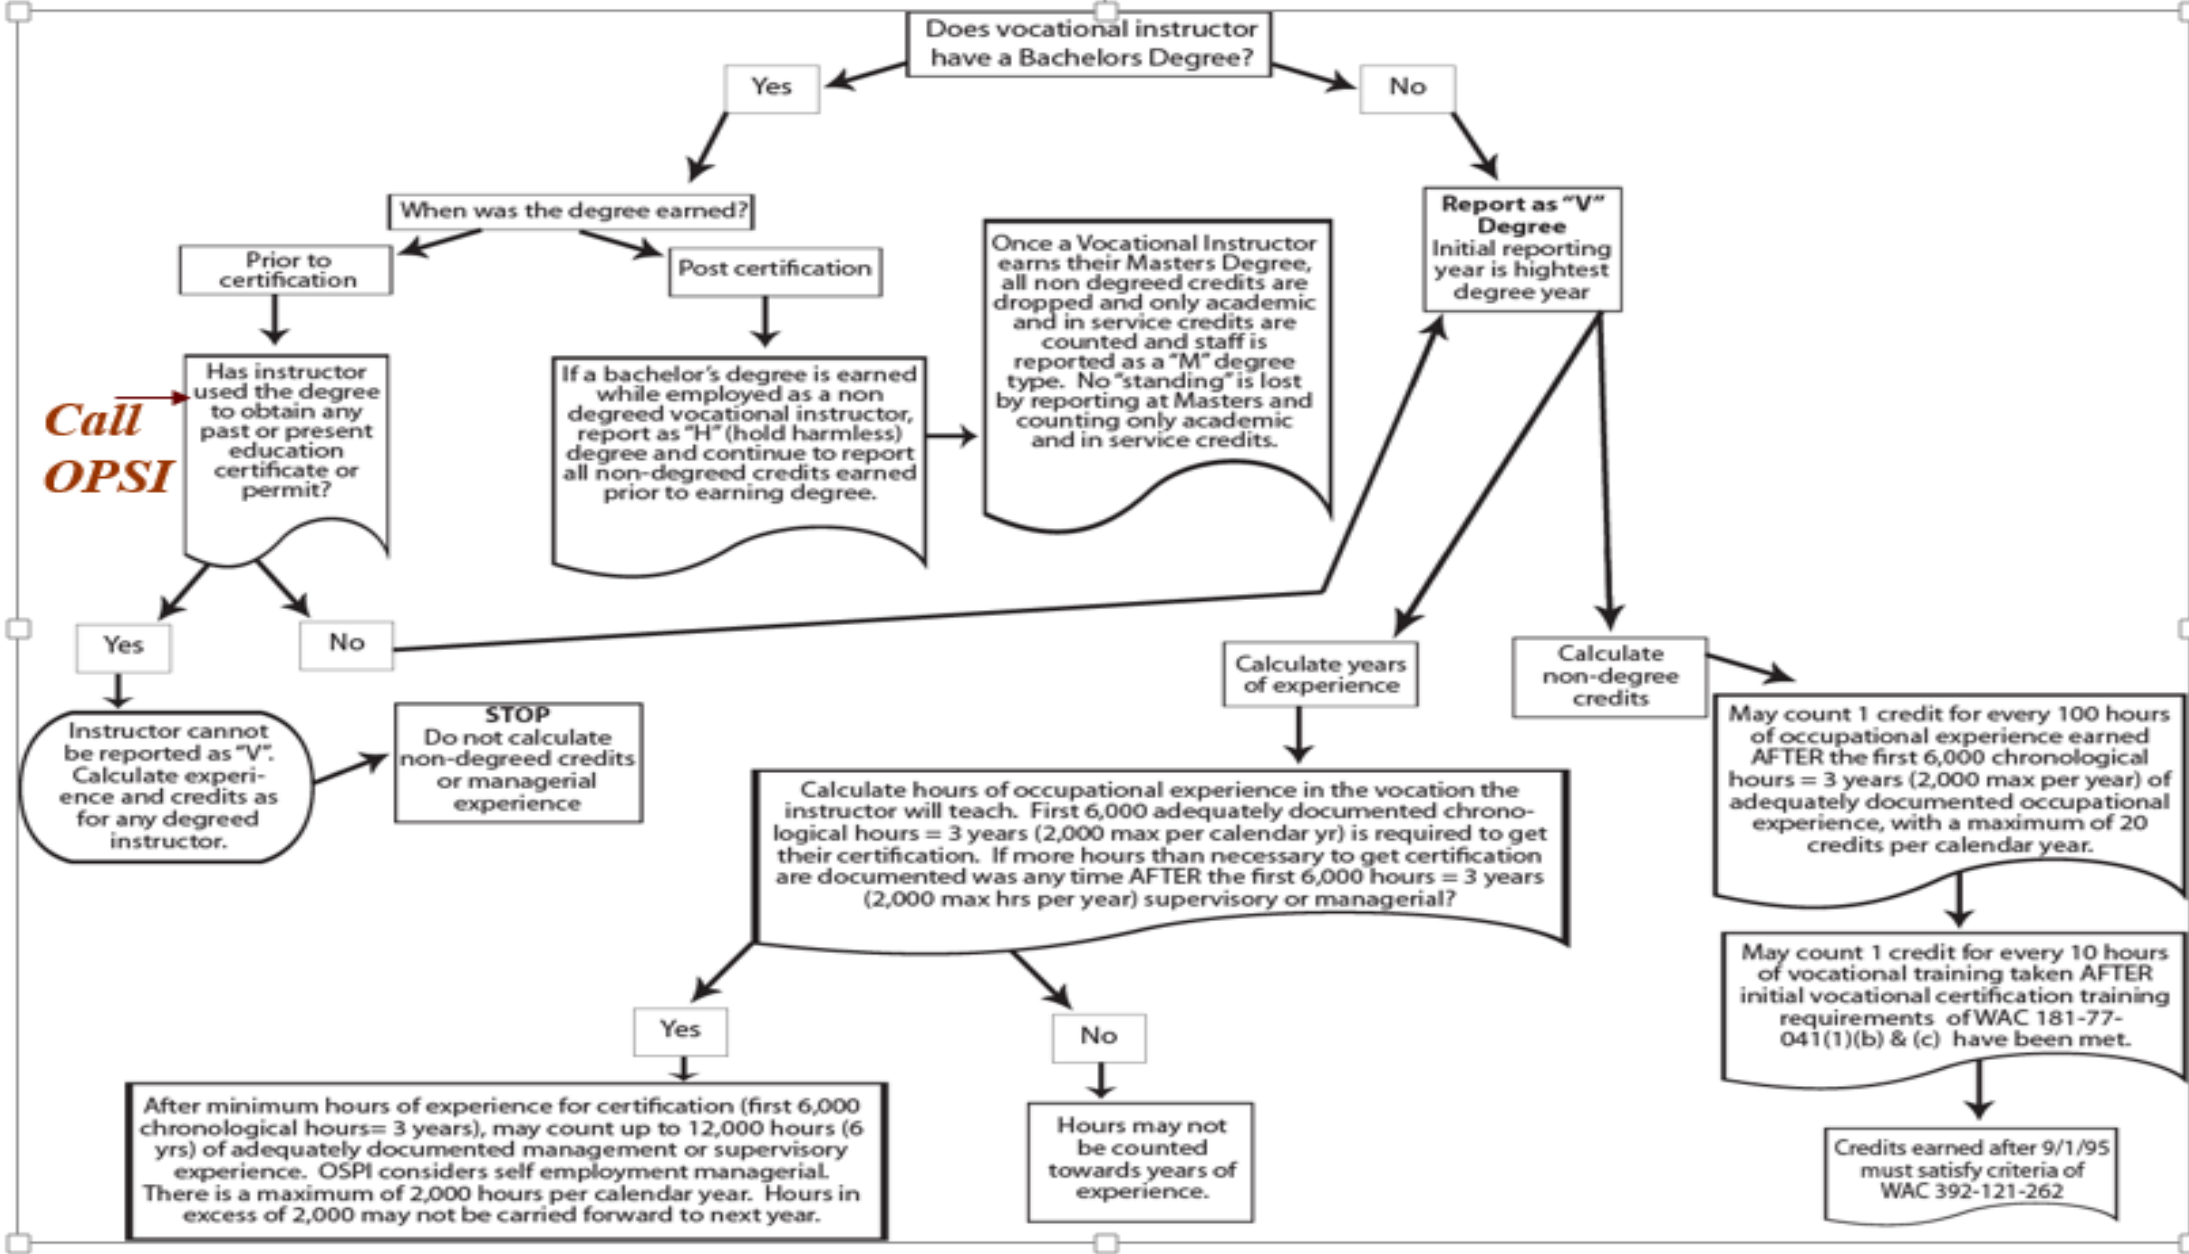 Does vocational instructor
have a Bachelors Degree?
Yes
No
When was the degree earned?
Prior to
certification
Post certification
Report as “V”
Degree
Initial reporting
year is hightest
degree year
Once a Vocational Instructor
earns their Masters Degree,
all non degreed credits are
dropped and only academic
and in service credits are
counted and staff is
reported as a “M” degree
type. No “standing” is lost
by reporting at Masters and
counting only academic
and in service credits.
Has instructor
used the degree
to obtain any
past or present
education
certificate or
permit?
Call
OPSI
If a bachelor’s degree is earned
while employed as a non
degreed vocational instructor,
report as “H” (hold harmless)
degree and continue to report
all non-degreed credits earned
prior to earning degree.
Yes
No
Calculate years
of experience
Calculate
non-degree
credits
Instructor cannot
be reported as “V”.
Calculate experi-
ence and credits as
for any degreed
instructor.
STOP
Do not calculate
non-degreed credits
or managerial
experience
Calculate hours of occupational experience in the vocation the
instructor will teach. First 6,000 adequately documented chrono-
logical hours = 3 years (2,000 max per calendar yr) is required to get
their certification. If more hours than necessary to get certification
are documented was any time AFTER the first 6,000 hours = 3 years
(2,000 max hrs per year) supervisory or managerial?
May count 1 credit for every 100 hours
of occupational experience earned
AFTER the first 6,000 chronological
hours = 3 years (2,000 max per year) of
adequately documented occupational
experience, with a maximum of 20
credits per calendar year.
May count 1 credit for every 10 hours
of vocational training taken AFTER
initial vocational certification training
requirements of WAC 181-77-
041(1)(b) & (c) have been met.
Yes
No
After minimum hours of experience for certification (first 6,000
chronological hours= 3 years), may count up to 12,000 hours (6
yrs) of adequately documented management or supervisory
experience. OSPI considers self employment managerial.
There is a maximum of 2,000 hours per calendar year. Hours in
excess of 2,000 may not be carried forward to next year.
Hours may not
be counted
towards years of
experience.
Credits earned after 9/1/95
must satisfy criteria of
WAC 392-121-262